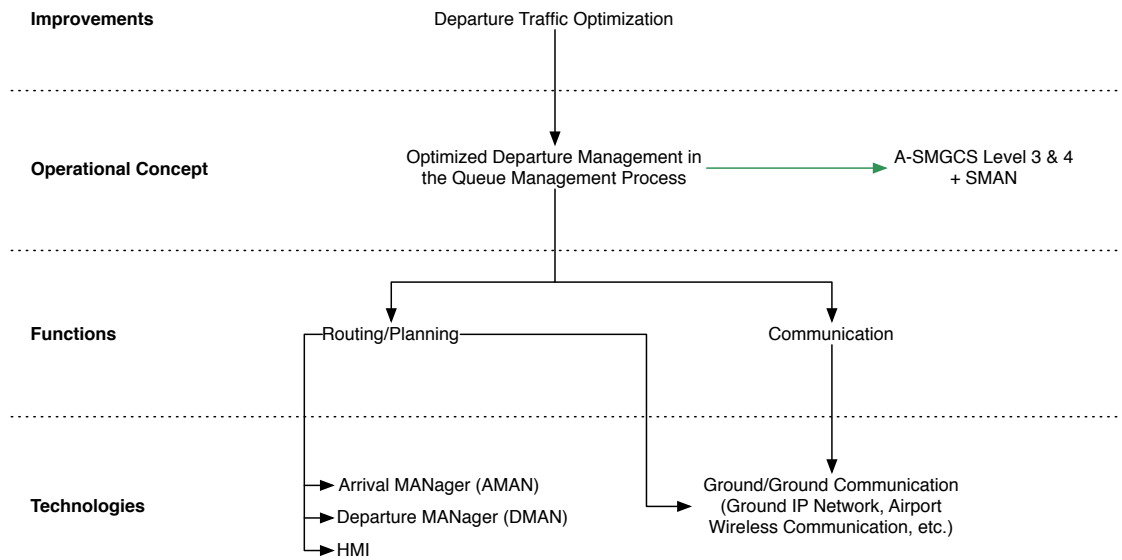 Improvements
Departure Traffic Optimization
Operational Concept
Optimized Departure Management in
the Queue Management Process
A-SMGCS Level 3 & 4
+ SMAN
Functions
Routing/Planning
Communication
Technologies
Arrival MANager (AMAN)
Departure MANager (DMAN)
HMI
Ground/Ground Communication
(Ground IP Network, Airport
Wireless Communication, etc.)